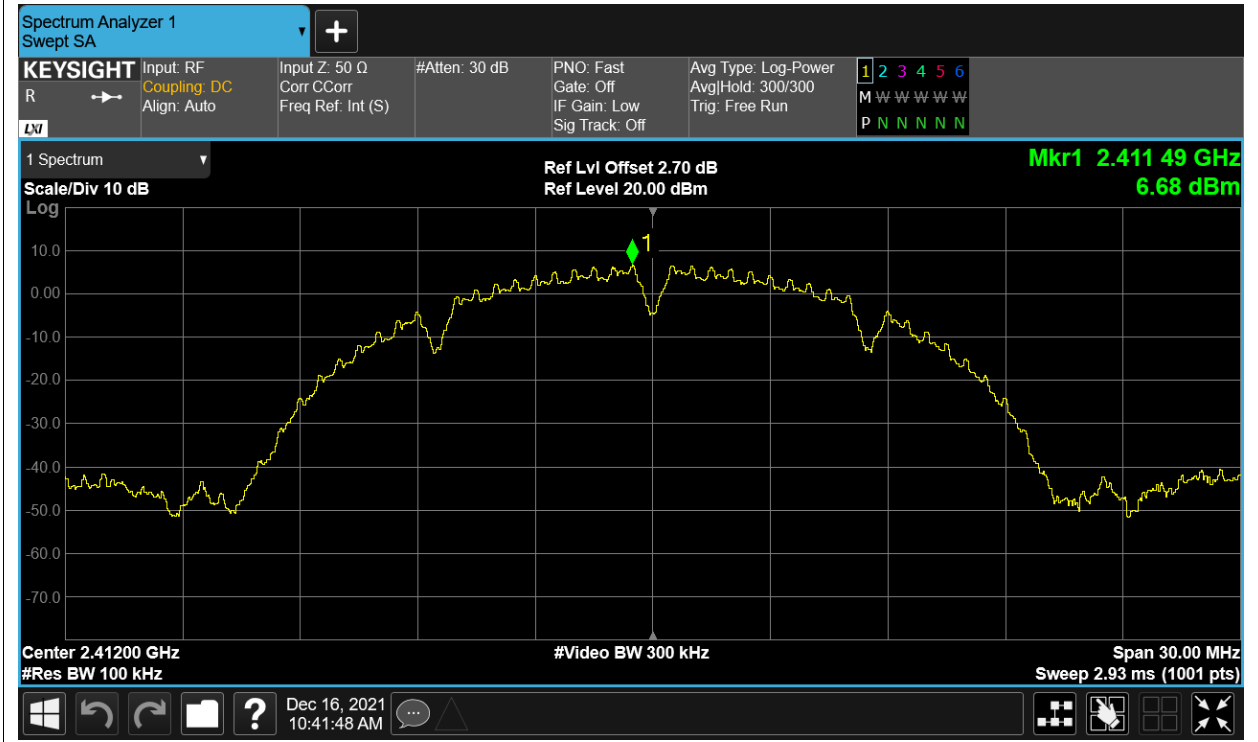 Spectrum Analyzer 1
Swept SA
+
KEYSIGHT
R
LXI
Input: RF
Coupling: DC
Align: Auto
Input Z: 50 Ω
Corr CCorr
Freq Ref: Int (S)
#Atten: 30 dB
PNO: Fast
Gate: Off
IF Gain: Low
Sig Track: Off
Avg Type: Log-Power
Avg|Hold: 300/300
Trig: Free Run
1 2 3 4 5 6
M W W W W W
P N N N N N
1 Spectrum
Scale/Div 10 dB
Log
Ref Lvl Offset 2.70 dB
Ref Level 20.00 dBm
Mkr1 2.411 49 GHz
6.68 dBm
1
10.0
0.00
-10.0
-20.0
-30.0
-40.0
-50.0
-60.0
-70.0
Center 2.41200 GHz
#Res BW 100 kHz
#Video BW 300 kHz
Span 30.00 MHz
Sweep 2.93 ms (1001 pts)
?
Dec 16, 2021
10:41:48 AM